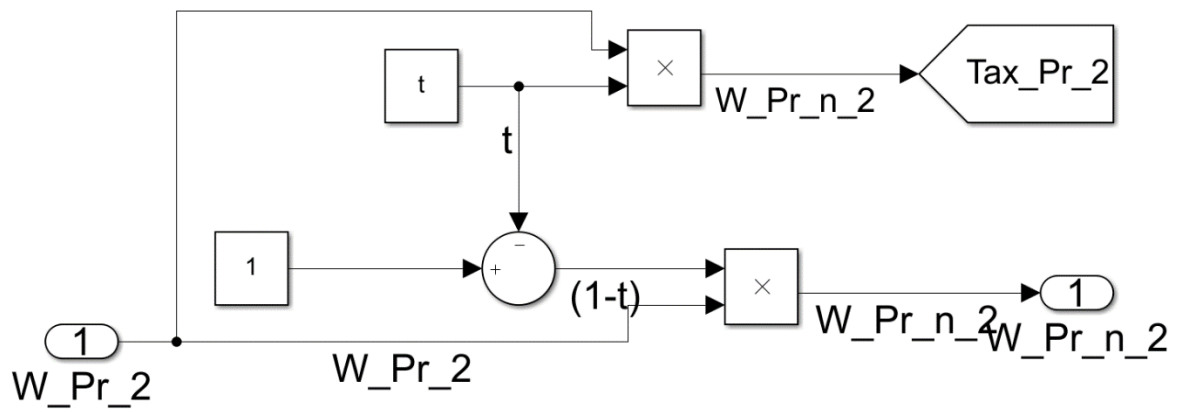 t
×
Tax_Pr_2
W_Pr_n_2
t
1
−
+
(1-t)
×
W_Pr_n_2
1
W_Pr_n_2
1
W_Pr_2
W_Pr_2